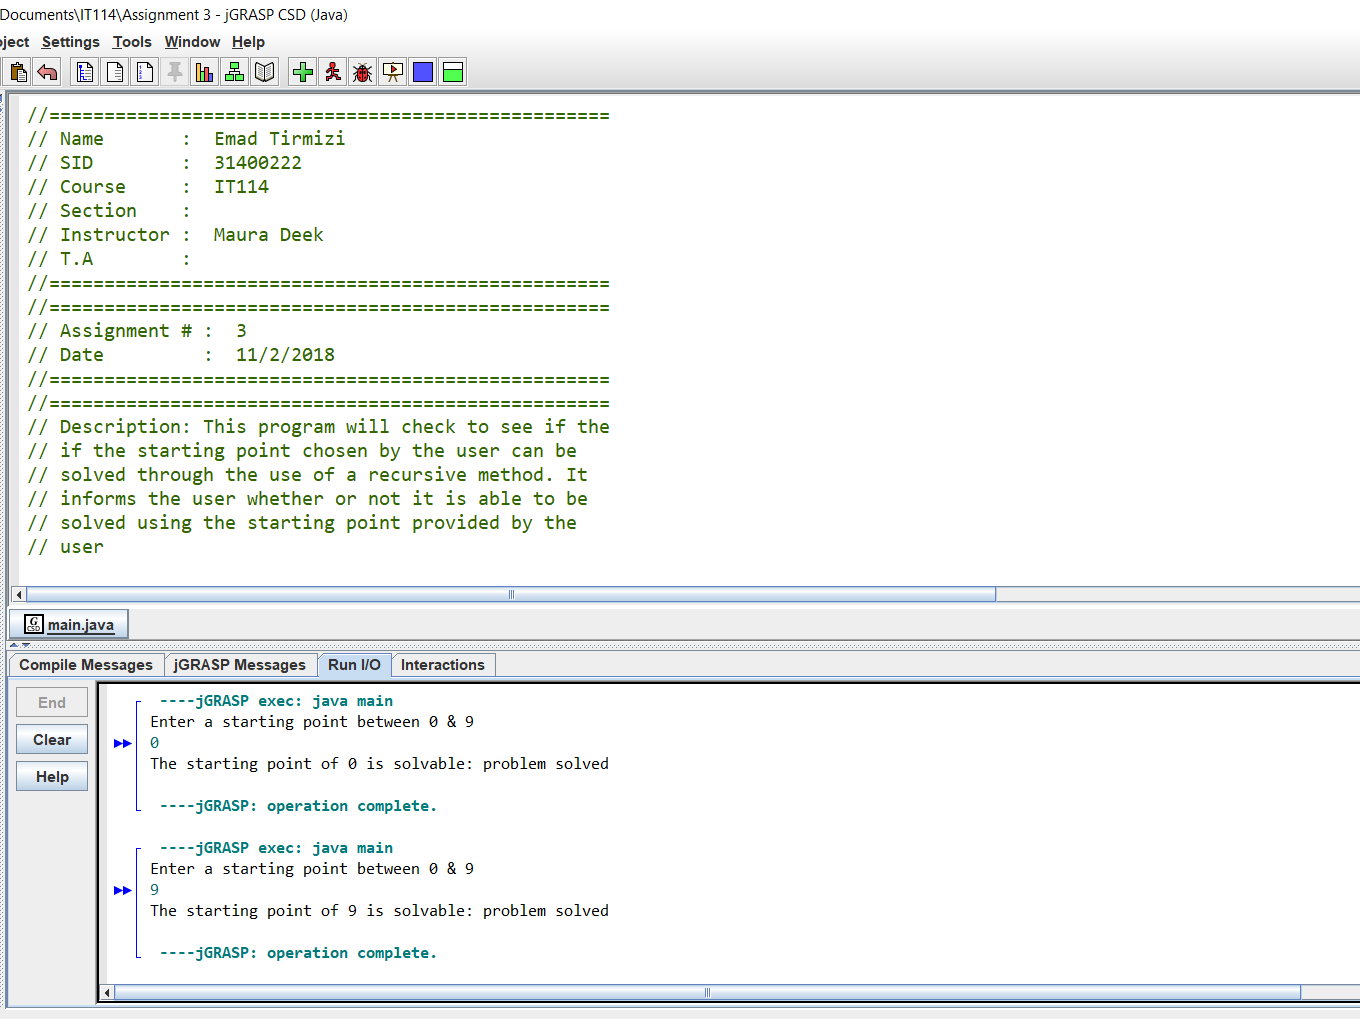 Documents\IT114\Assignment 3 - jGRASP CSD (Java)
ject Settings Tools Window Help
//===================================================
// Name       :  Emad Tirmizi
// SID        :  31400222
// Course     :  IT114
// Section    :
// Instructor :  Maura Deek
// T.A        :
//===================================================
//===================================================
// Assignment # :  3
// Date         :  11/2/2018
//===================================================
//===================================================
// Description: This program will check to see if the
// if the starting point chosen by the user can be
// solved through the use of a recursive method. It
// informs the user whether or not it is able to be
// solved using the starting point provided by the
// user
G CSD main.java
Compile Messages jGRASP Messages Run I/O Interactions
End
Clear
Help
----jGRASP exec: java main
Enter a starting point between 0 & 9
0
The starting point of 0 is solvable: problem solved
----jGRASP: operation complete.
----jGRASP exec: java main
Enter a starting point between 0 & 9
9
The starting point of 9 is solvable: problem solved
----jGRASP: operation complete.